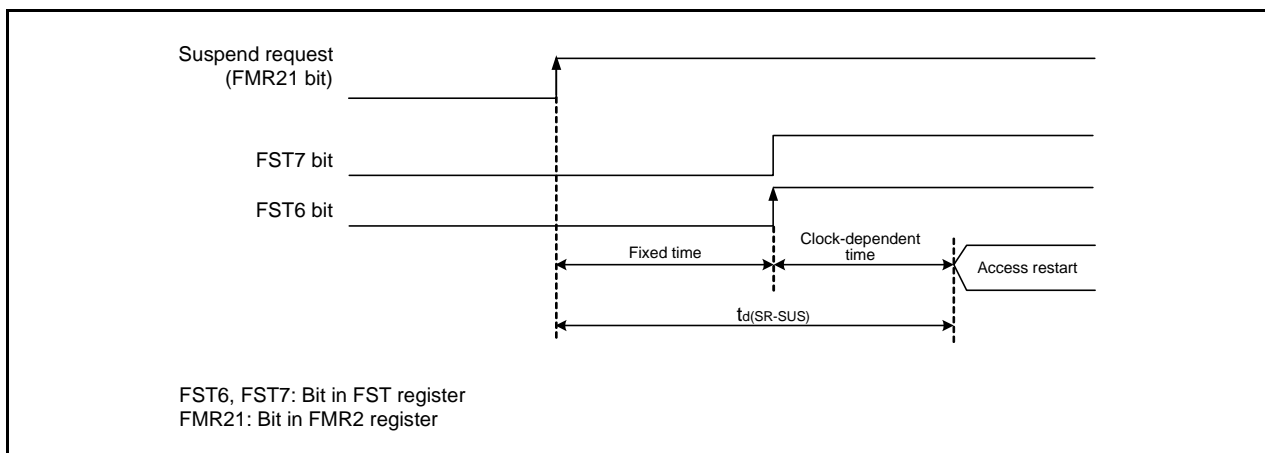 Suspend request
(FMR21 bit)
FST7 bit
FST6 bit
Fixed time
Clock-dependent
time
Access restart
td(SR-SUS)
FST6, FST7: Bit in FST register
FMR21: Bit in FMR2 register